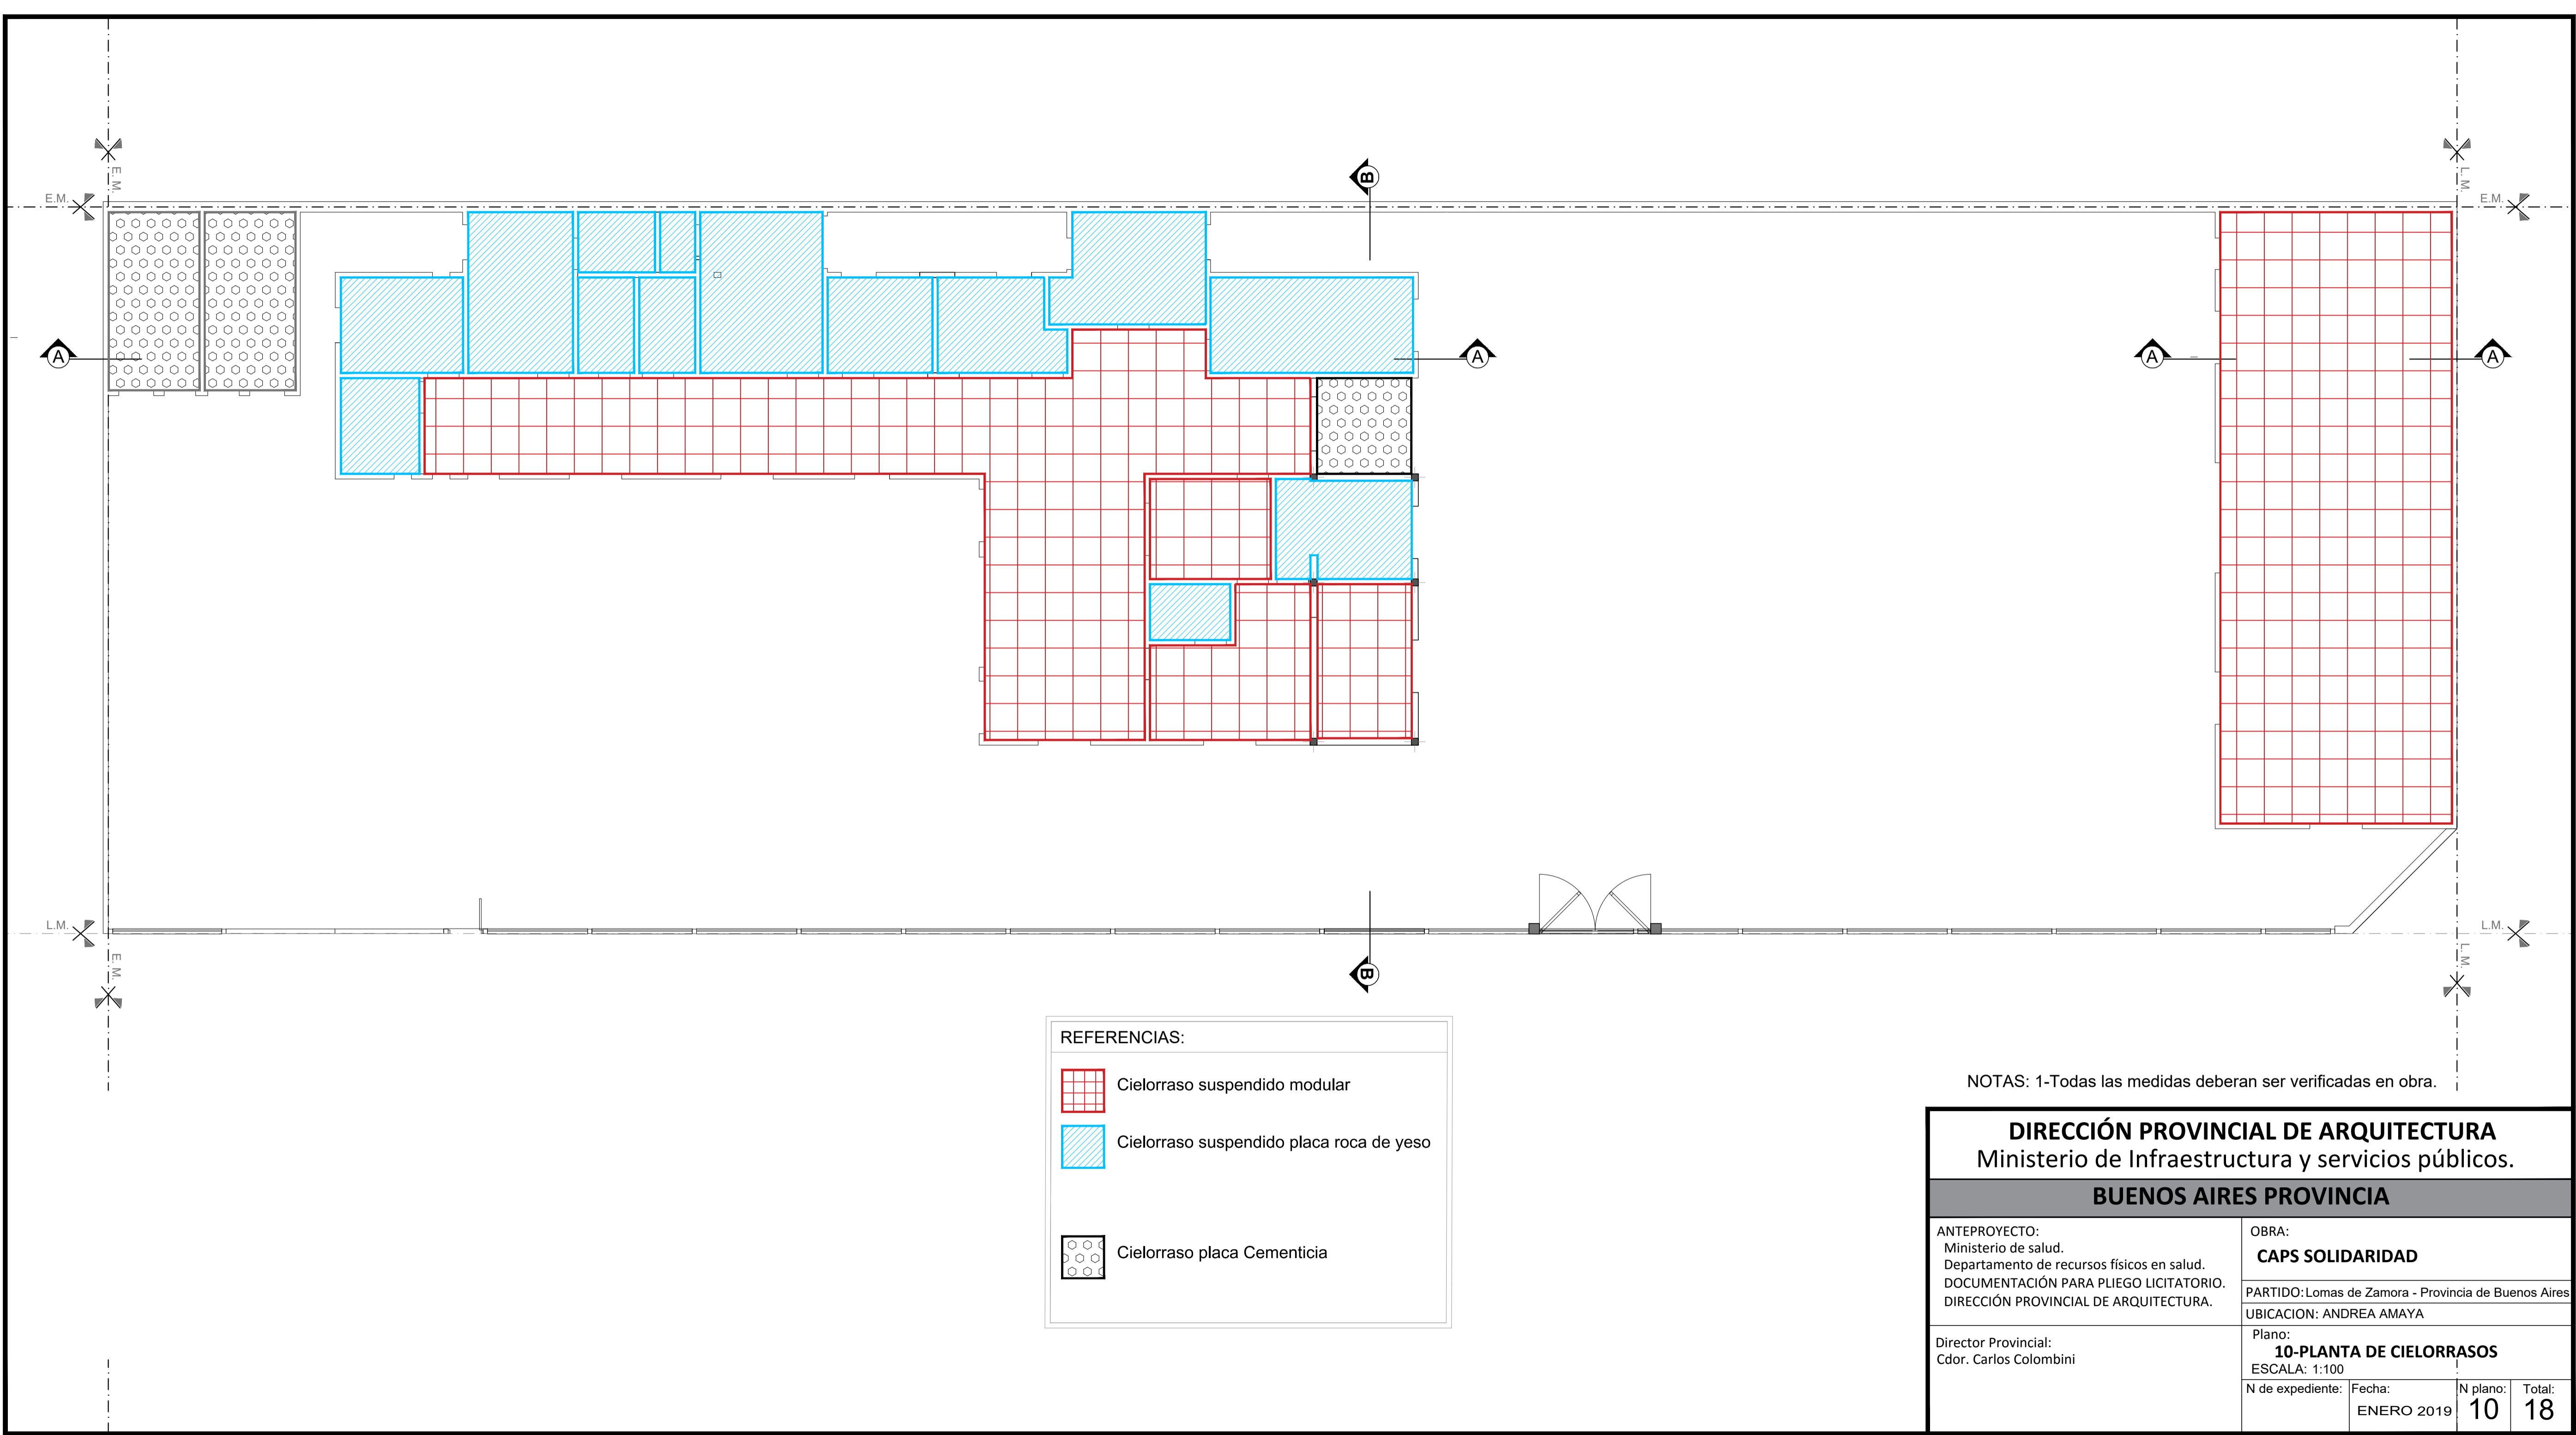 E.M.
L.M.
E.M.
E.M.
B
A
A
A
A
L.M.
L.M.
E.M.
L.M.
B
REFERENCIAS:
Cielorraso suspendido modular
Cielorraso suspendido placa roca de yeso
Cielorraso placa Cementicia
NOTAS: 1-Todas las medidas deberan ser verificadas en obra.
DIRECCIÓN PROVINCIAL DE ARQUITECTURA
Ministerio de Infraestructura y servicios públicos.
BUENOS AIRES PROVINCIA
ANTEPROYECTO:
Ministerio de salud.
Departamento de recursos físicos en salud.
DOCUMENTACIÓN PARA PLIEGO LICITATORIO.
DIRECCIÓN PROVINCIAL DE ARQUITECTURA.
Director Provincial:
Cdor. Carlos Colombini
OBRA:
CAPS SOLIDARIDAD
PARTIDO: Lomas de Zamora - Provincia de Buenos Aires
UBICACION: ANDREA AMAYA
Plano:
10-PLANTA DE CIELORRASOS
ESCALA: 1:100
N de expediente:
Fecha:
ENERO 2019
N plano:
10
Total:
18